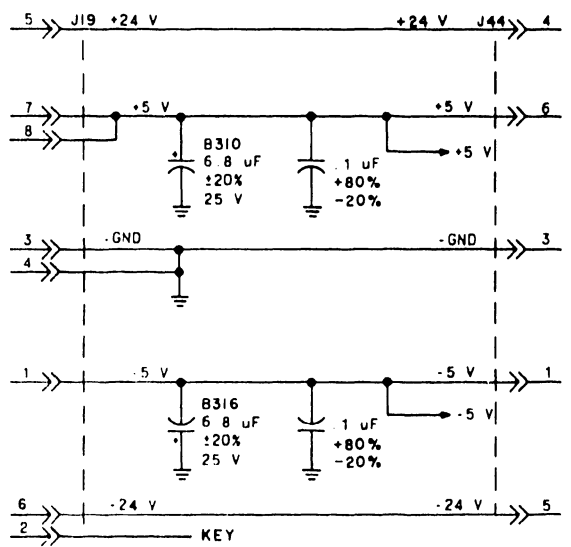 5 J19 +24 V +24 V J44 4
7 +5 V +5 V 6
8
+5 V
B310
6.8 uF
±20%
25 V
.1 uF
+80%
-20%
3 -GND -GND 3
4
1 -5 V -5 V 1
-5 V
B316
6.8 uF
±20%
25 V
.1 uF
+80%
-20%
6 -24 V -24 V 5
2 KEY